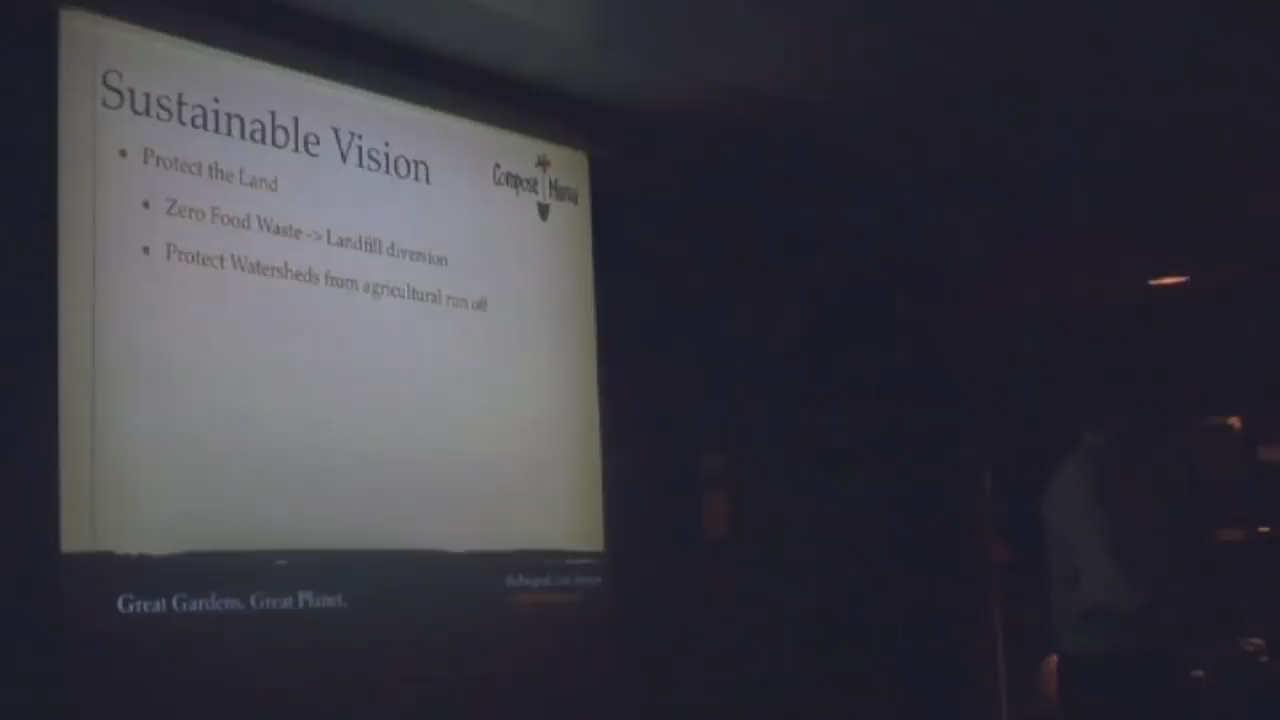 Sustainable Vision
Compost Mania
• Protect the Land
• Zero Food Waste -> Landfill diversion
• Protect Watersheds from agricultural run off
Great Gardens. Great Planet.